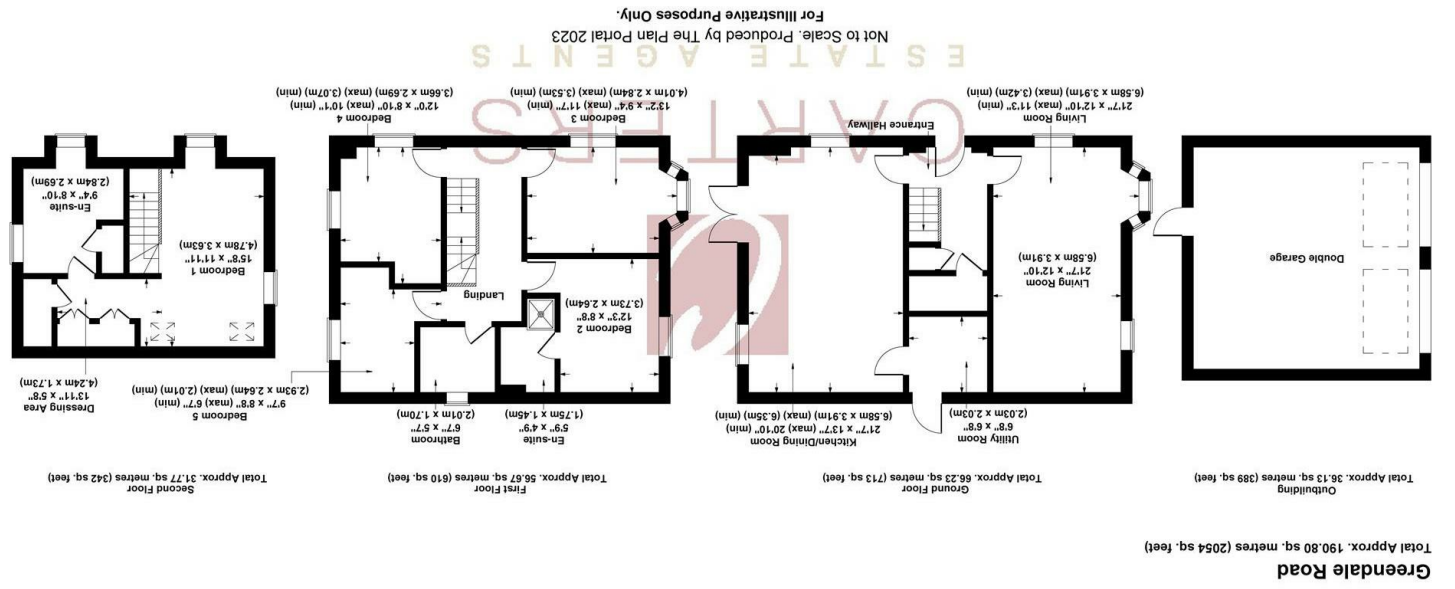 Greendale Road
Total Approx. 190.80 sq. metres (2054 sq. feet)
Outbuilding
Total Approx. 36.13 sq. metres (389 sq. feet)
Ground Floor
Total Approx. 66.23 sq. metres (713 sq. feet)
First Floor
Total Approx. 56.67 sq. metres (610 sq. feet)
Second Floor
Total Approx. 31.77 sq. metres (342 sq. feet)
Double Garage
Utility Room
6'8" x 6'8"
(2.03m x 2.03m)
Kitchen/Dining Room
21'7" x 13'7" (max) 20'10" (min)
(6.58m x 3.91m (max) (6.35m) (min)
Living Room
21'7" x 12'10"
(6.58m x 3.91m)
Entrance Hallway
Living Room
21'7" x 12'10" (max) 11'3" (min)
(6.58m x 3.91m) (max) (3.42m) (min)
En-suite
5'9" x 4'9"
(1.75m x 1.45m)
Bathroom
6'7" x 5'7"
(2.01m x 1.70m)
Bedroom 5
9'7" x 8'8" (max) 6'7" (min)
(2.93m x 2.64m) (max) (2.01m) (min)
Bedroom 2
12'3" x 8'8"
(3.73m x 2.64m)
Landing
Bedroom 3
13'2" x 9'4" (max) 11'7" (min)
(4.01m x 2.84m) (max) (3.53m) (min)
Bedroom 4
12'0" x 8'10" (max) 10'1" (min)
(3.66m x 2.69m) (max) (3.07m) (min)
Dressing Area
13'11" x 5'8"
(4.24m x 1.73m)
Bedroom 1
15'8" x 11'11"
(4.78m x 3.63m)
En-suite
9'4" x 8'10"
(2.84m x 2.69m)
CARTERS
ESTATE AGENTS
Not to Scale. Produced by The Plan Portal 2023
For Illustrative Purposes Only.